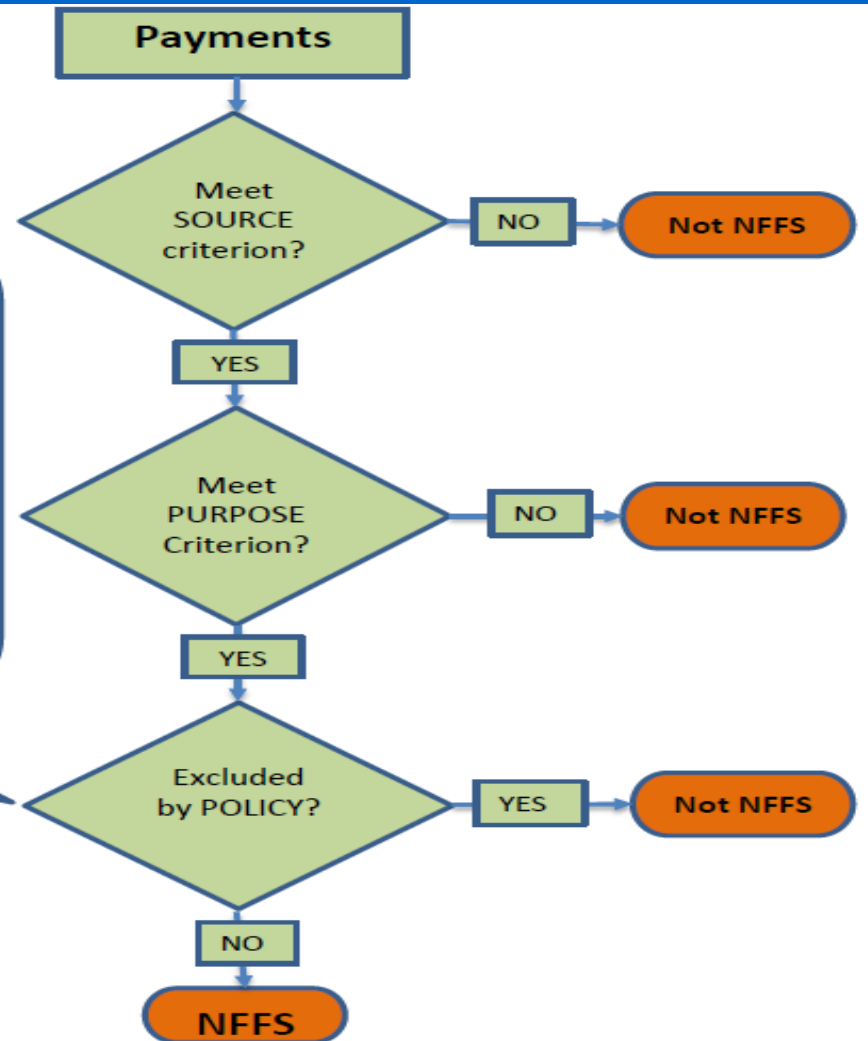 Payments
Meet
SOURCE
criterion?
NO
Not NFFS
YES
Meet
PURPOSE
Criterion?
NO
Not NFFS
YES
Excluded
by POLICY?
YES
Not NFFS
NO
NFFS